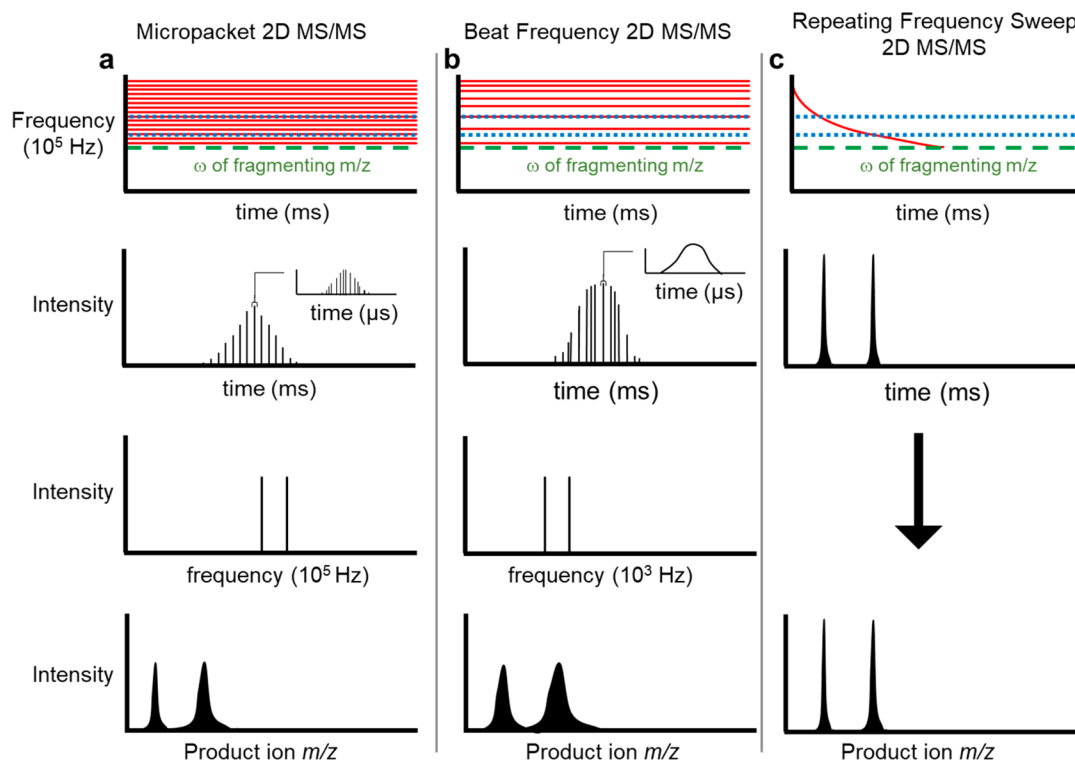 Micropacket 2D MS/MS
Beat Frequency 2D MS/MS
Repeating Frequency Sweep
2D MS/MS
a
b
c
Frequency
(10⁵ Hz)
ω of fragmenting m/z
ω of fragmenting m/z
ω of fragmenting m/z
time (ms)
time (ms)
time (ms)
Intensity
time (µs)
time (µs)
time (ms)
time (ms)
time (ms)
Intensity
frequency (10⁵ Hz)
frequency (10³ Hz)
Intensity
Product ion m/z
Product ion m/z
Product ion m/z